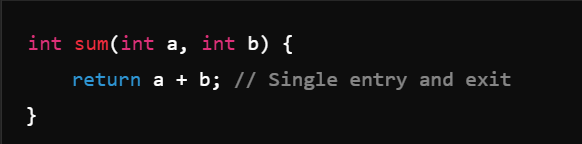 int sum(int a, int b) {
    return a + b; // Single entry and exit
}